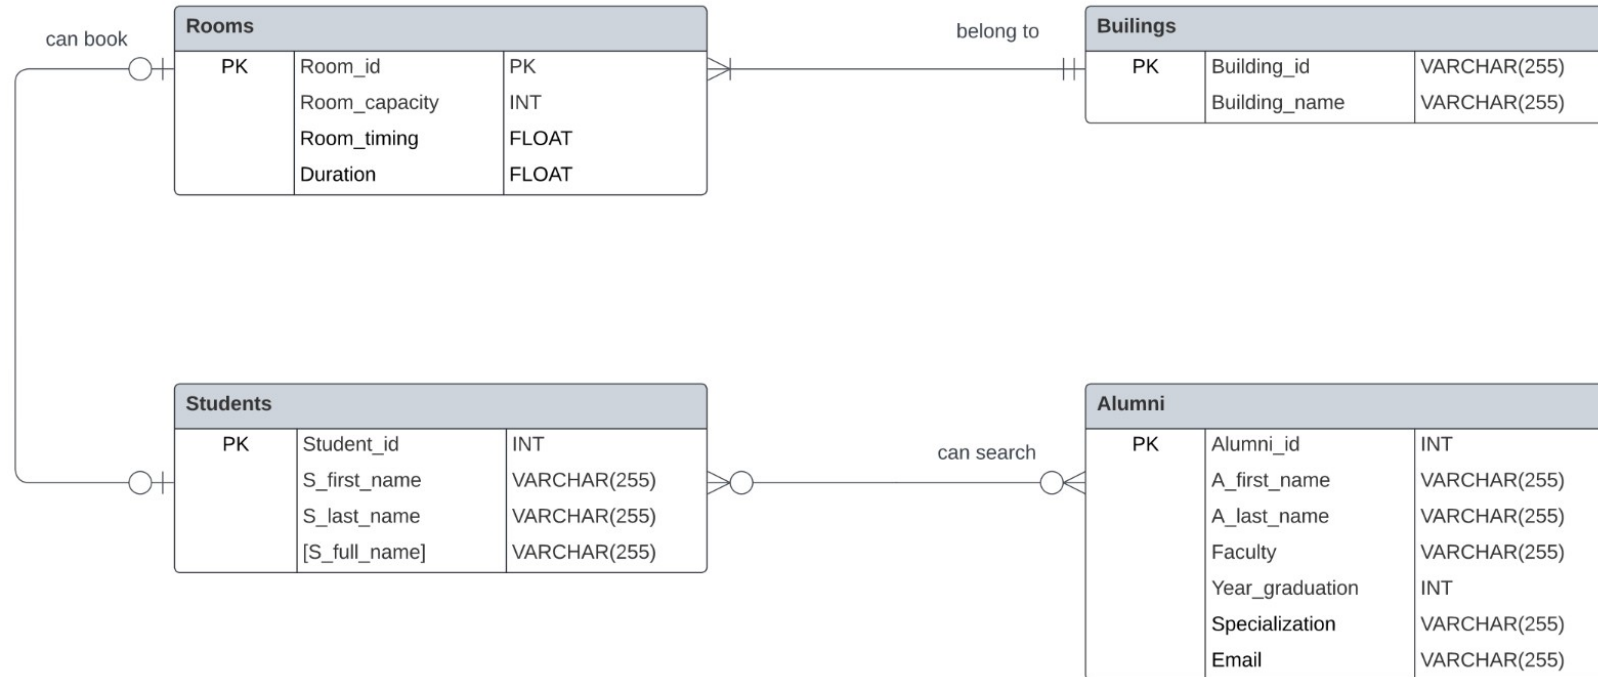 can book
Rooms
PK Room_id PK
Room_capacity INT
Room_timing FLOAT
Duration FLOAT
belong to
Builings
PK Building_id VARCHAR(255)
Building_name VARCHAR(255)
Students
PK Student_id INT
S_first_name VARCHAR(255)
S_last_name VARCHAR(255)
[S_full_name] VARCHAR(255)
can search
Alumni
PK Alumni_id INT
A_first_name VARCHAR(255)
A_last_name VARCHAR(255)
Faculty VARCHAR(255)
Year_graduation INT
Specialization VARCHAR(255)
Email VARCHAR(255)